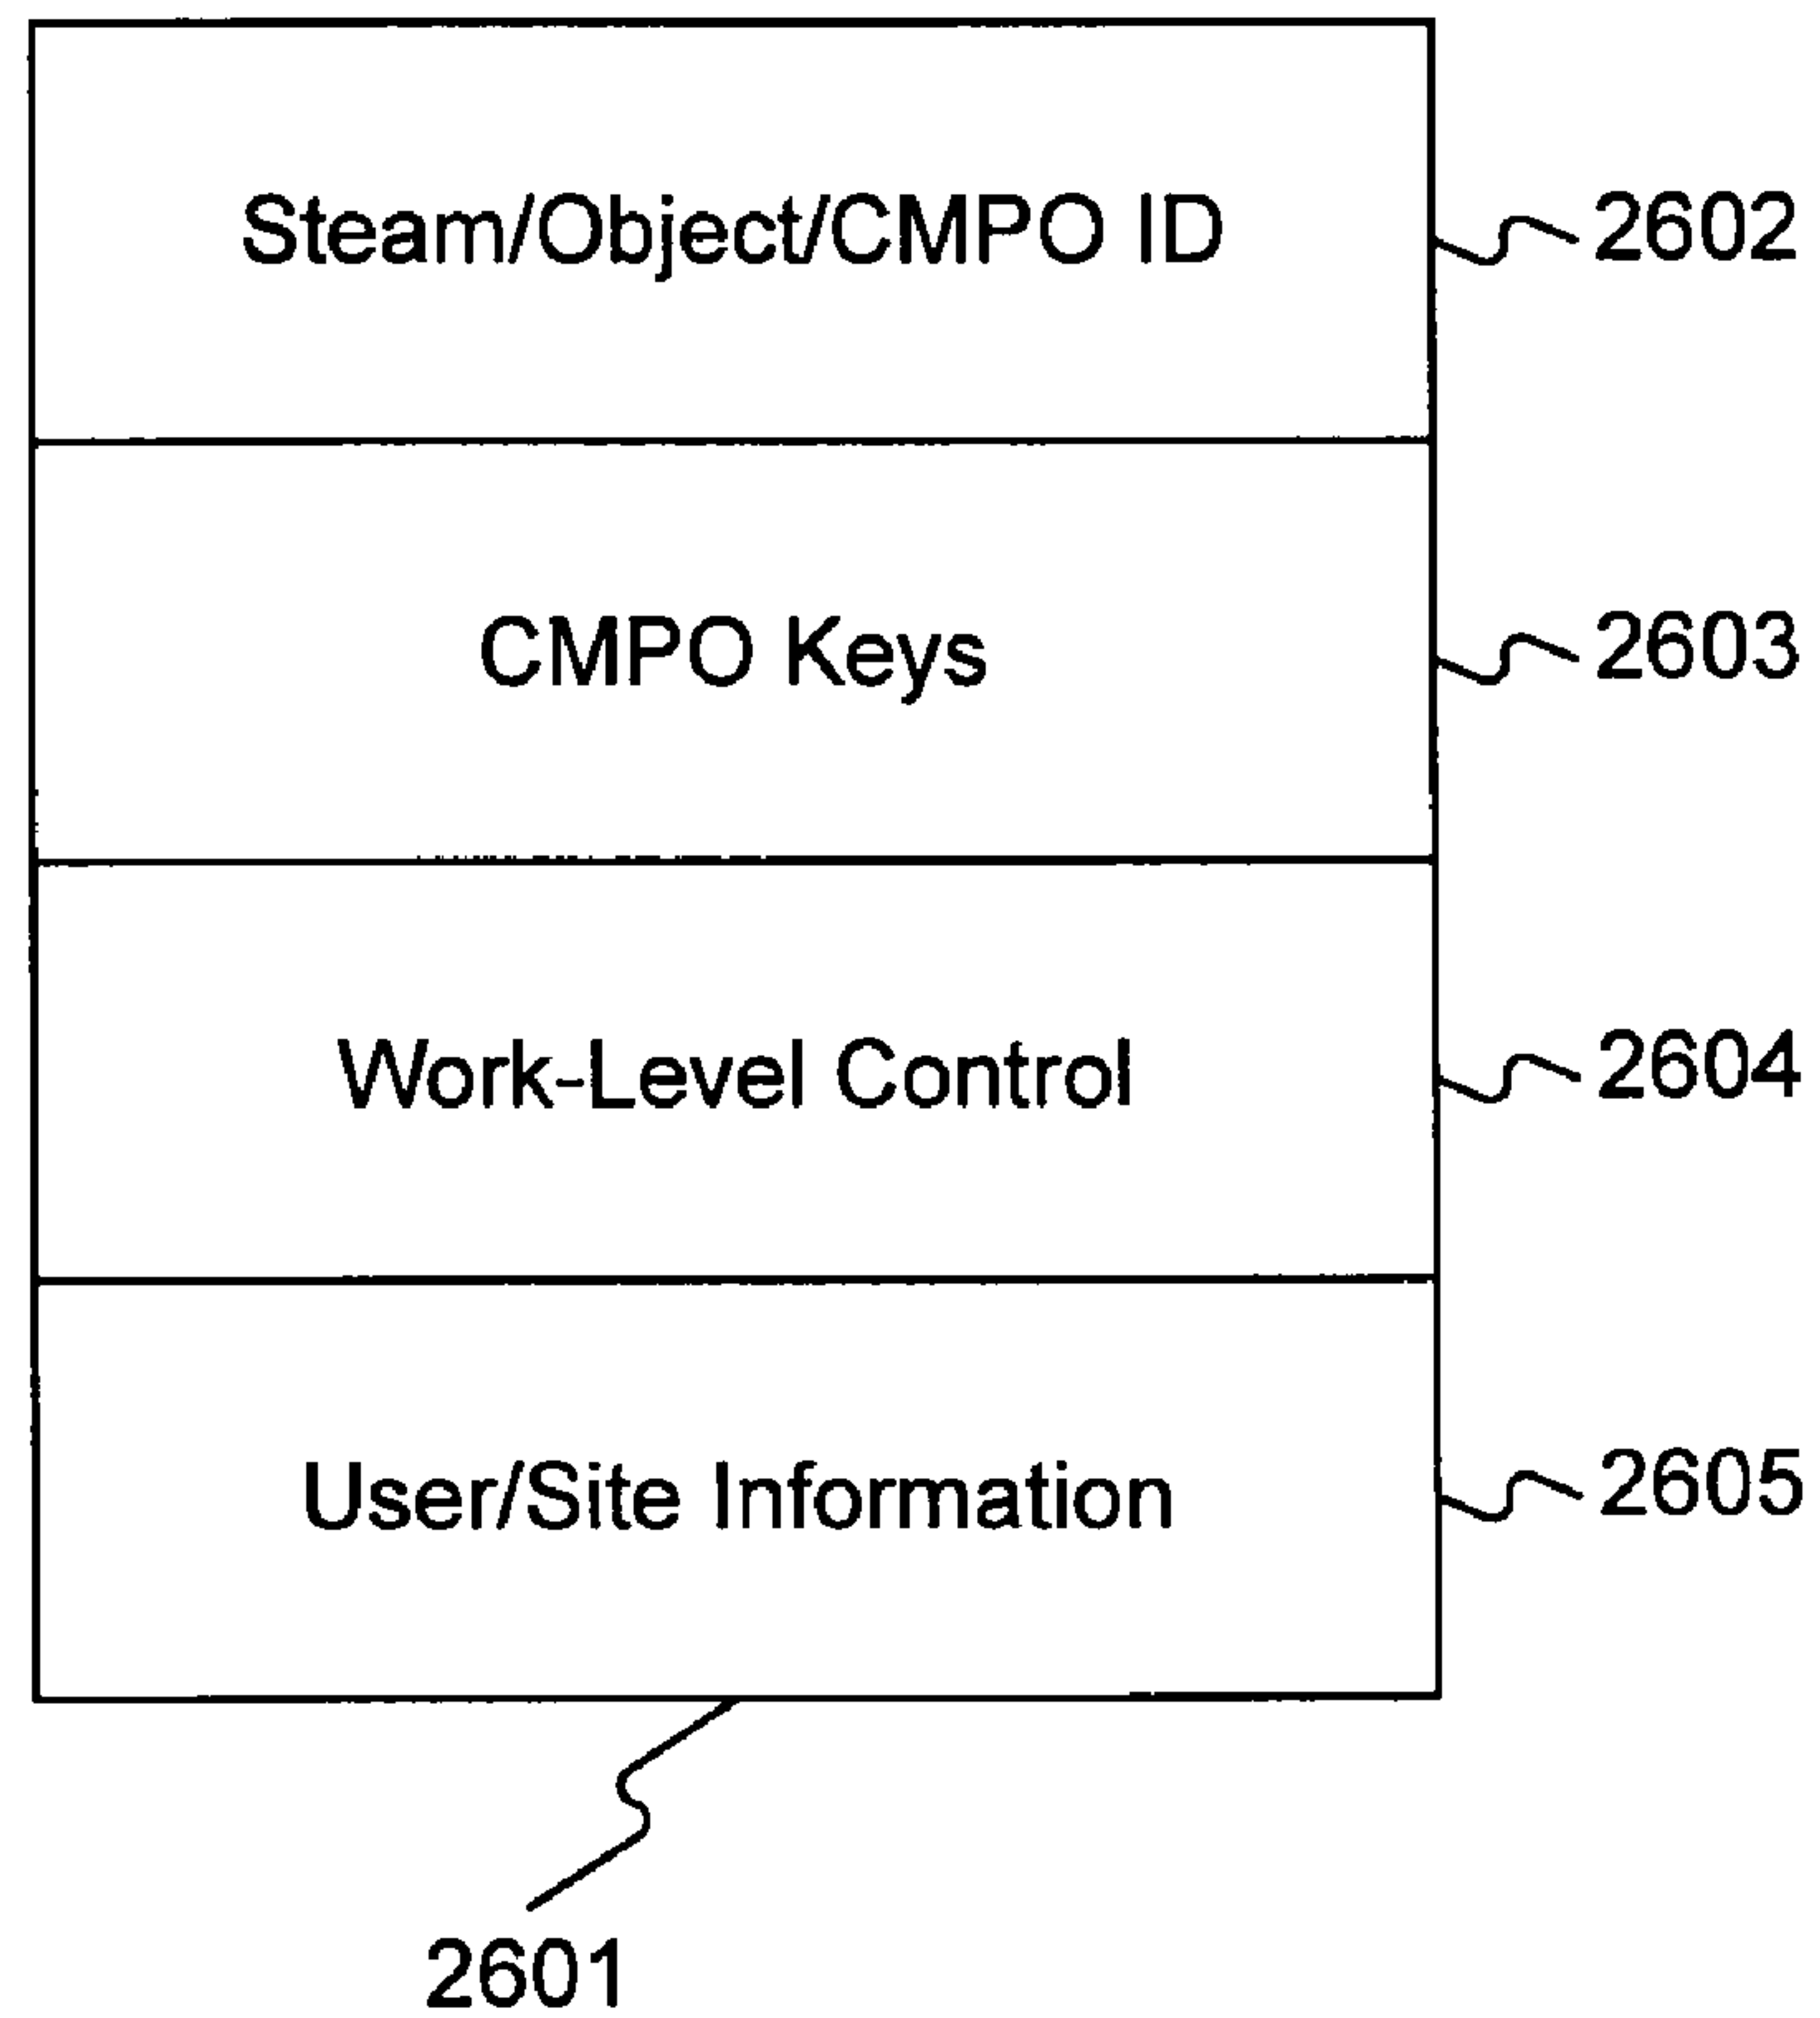 Steam/Object/CMPO ID
2602
CMPO Keys
2603
Work-Level Control
2604
User/Site Information
2605
2601